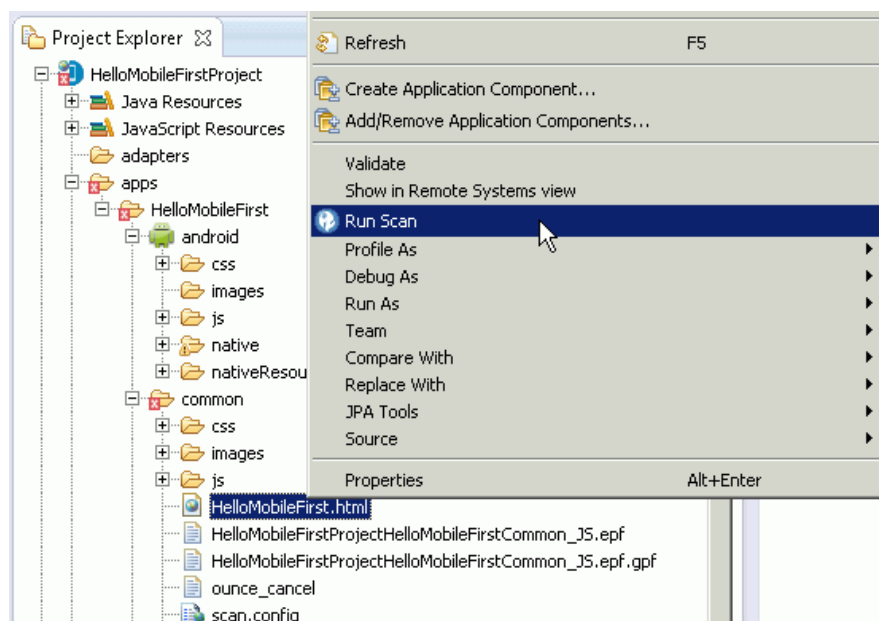 Project Explorer
HelloMobileFirstProject
Java Resources
JavaScript Resources
adapters
apps
HelloMobileFirst
android
css
images
js
native
nativeResou
common
css
images
js
HelloMobileFirst.html
HelloMobileFirstProjectHelloMobileFirstCommon_JS.epf
HelloMobileFirstProjectHelloMobileFirstCommon_JS.epf.gpf
ounce_cancel
scan.config
Refresh F5
Create Application Component...
Add/Remove Application Components...
Validate
Show in Remote Systems view
Run Scan
Profile As
Debug As
Run As
Team
Compare With
Replace With
JPA Tools
Source
Properties Alt+Enter